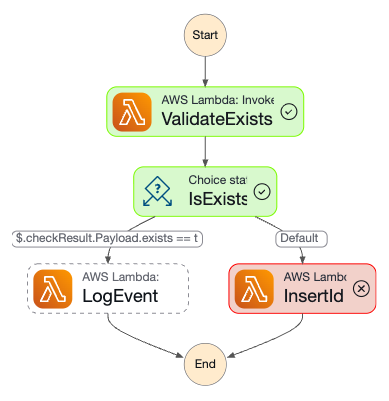 Start
AWS Lambda: Invoke
ValidateExists
Choice stat
IsExists
$.checkResult.Payload.exists == t
Default
AWS Lambda:
LogEvent
AWS Lamb
InsertId
End